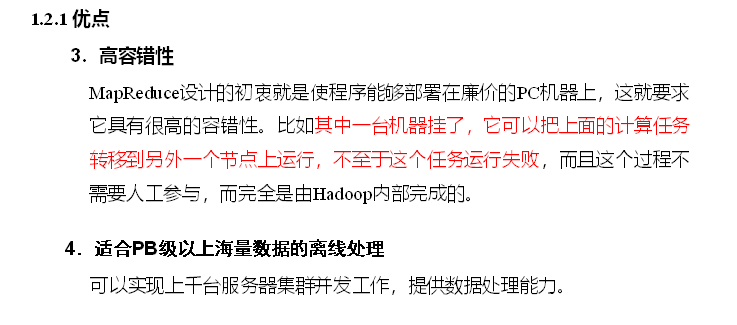 1.2.1 优点
3．高容错性
MapReduce设计的初衷就是使程序能够部署在廉价的PC机器上，这就要求
它具有很高的容错性。比如其中一台机器挂了，它可以把上面的计算任务
转移到另外一个节点上运行，不至于这个任务运行失败，而且这个过程不
需要人工参与，而完全是由Hadoop内部完成的。
4．适合PB级以上海量数据的离线处理
可以实现上千台服务器集群并发工作，提供数据处理能力。